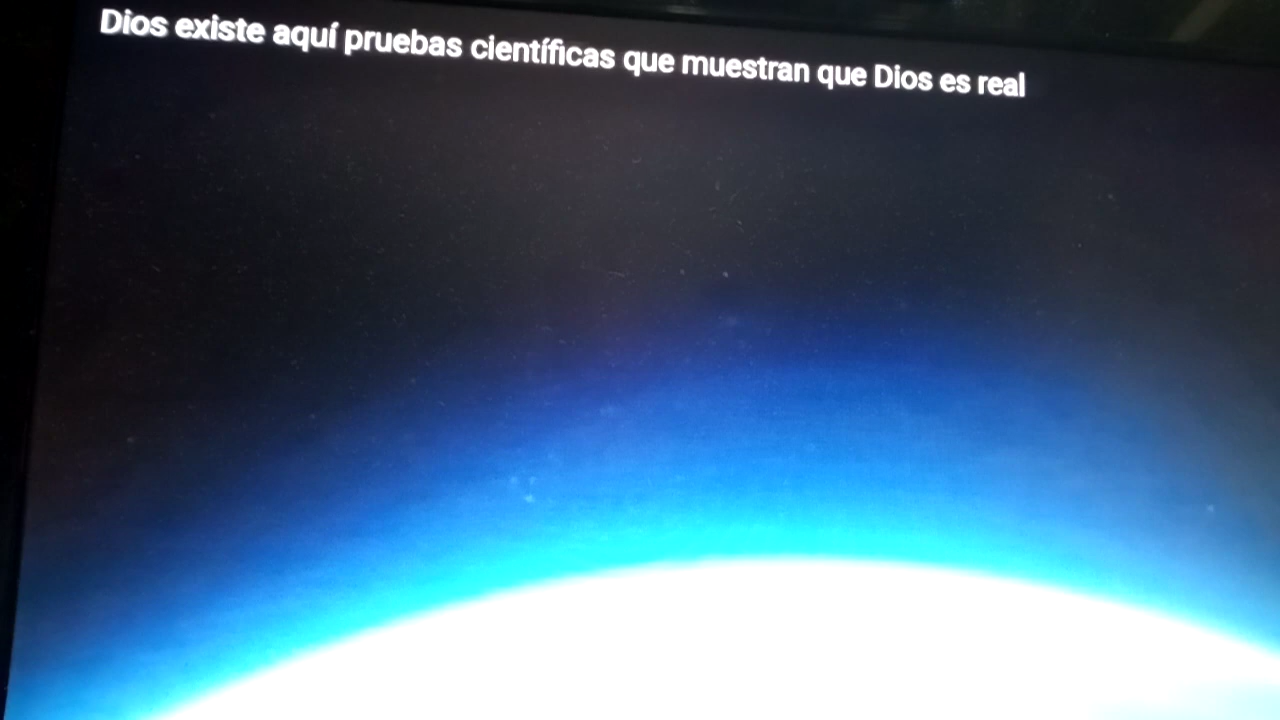 Dios existe aquí pruebas científicas que muestran que Dios es real